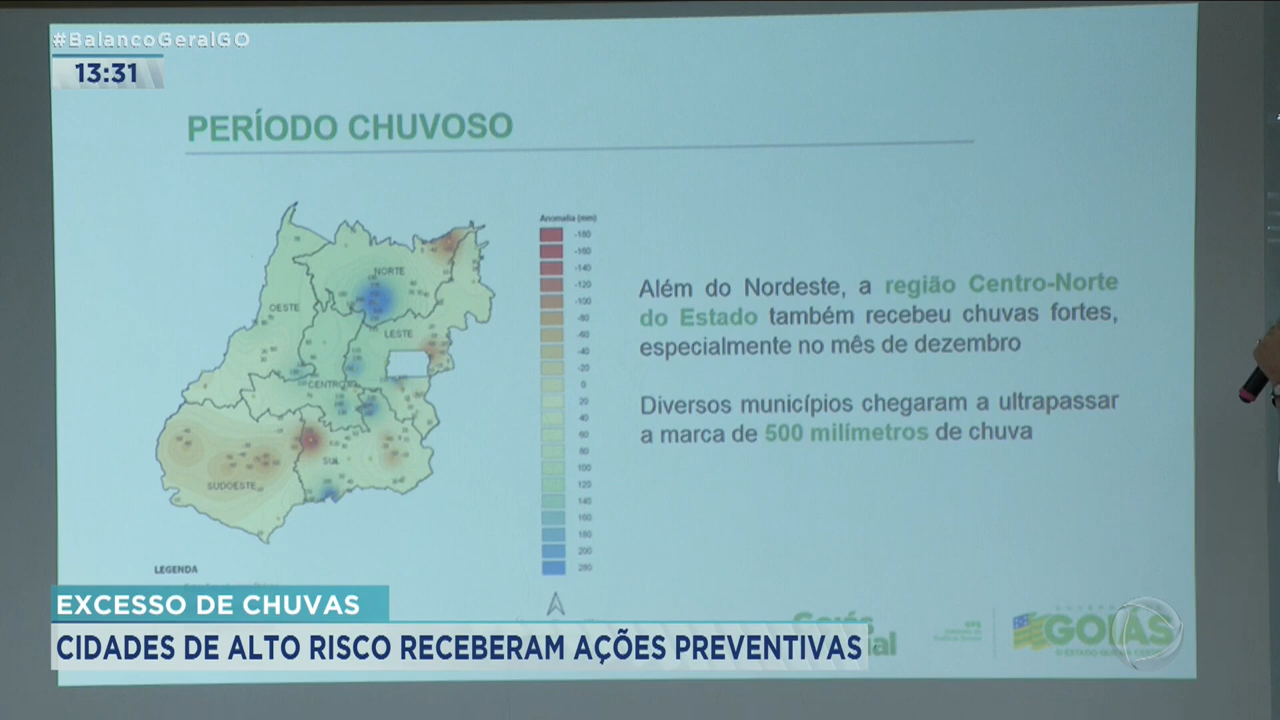 #BalancoGeralGO
13:31
PERÍODO CHUVOSO
Anomalia (mm)
-180
-160
-140
-120
-100
-80
-60
-40
-20
0
20
40
60
80
100
120
140
160
180
200
280
NORTE
OESTE
LESTE
CENTRO
SUL
SUDOESTE
Além do Nordeste, a região Centro-Norte
do Estado também recebeu chuvas fortes,
especialmente no mês de dezembro
Diversos municípios chegaram a ultrapassar
a marca de 500 milímetros de chuva
LEGENDA
EXCESSO DE CHUVAS
CIDADES DE ALTO RISCO RECEBERAM AÇÕES PREVENTIVAS
GOIÁS